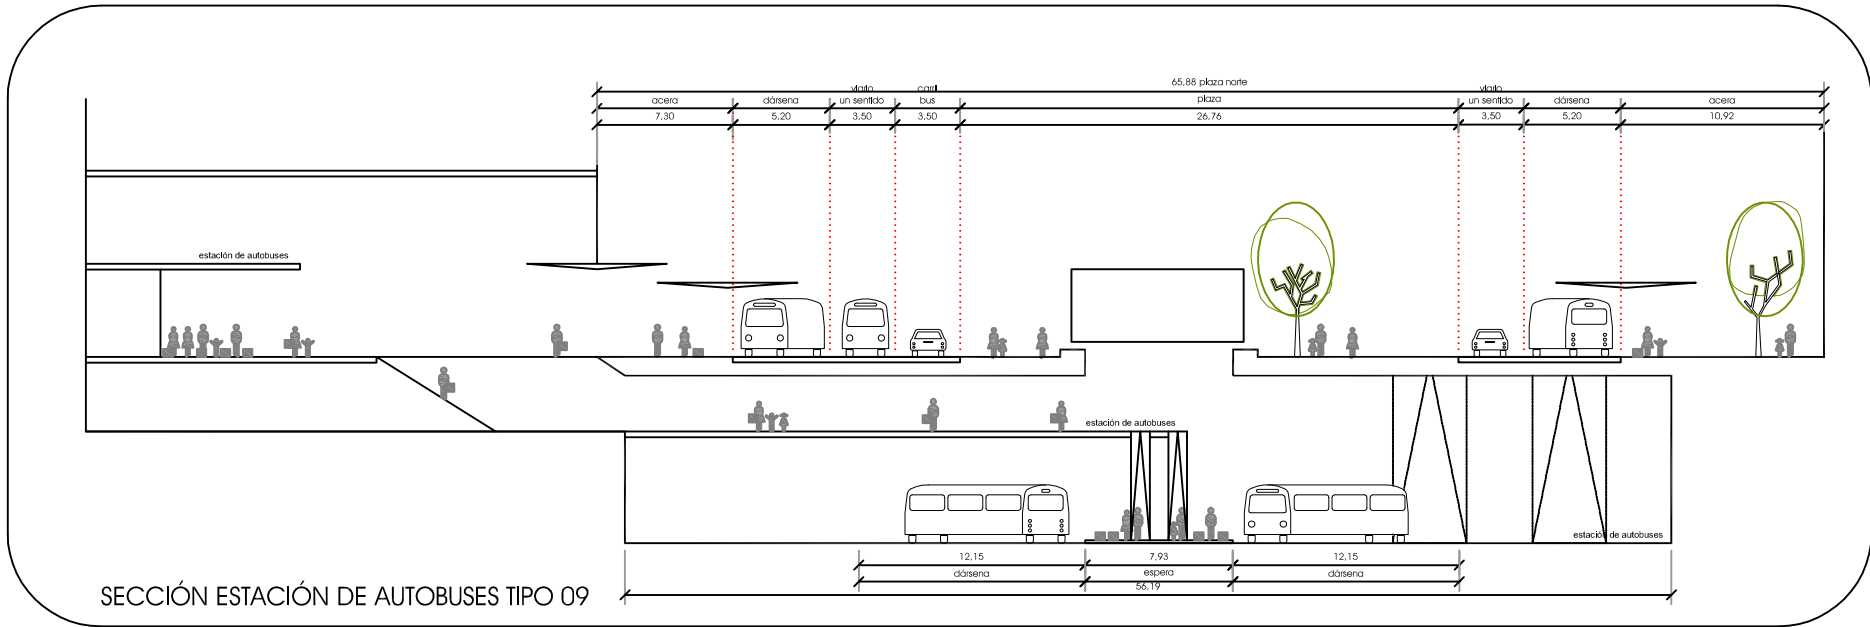 65,88 plaza norte
acera
dársena
viario
un sentido
carril
bus
plaza
viario
un sentido
dársena
acera
7,30
5,20
3,50
3,50
26,76
3,50
5,20
10,92
estación de autobuses
estación de autobuses
estación de autobuses
12,15
7,93
12,15
dársena
espera
dársena
56,19
SECCIÓN ESTACIÓN DE AUTOBUSES TIPO 09